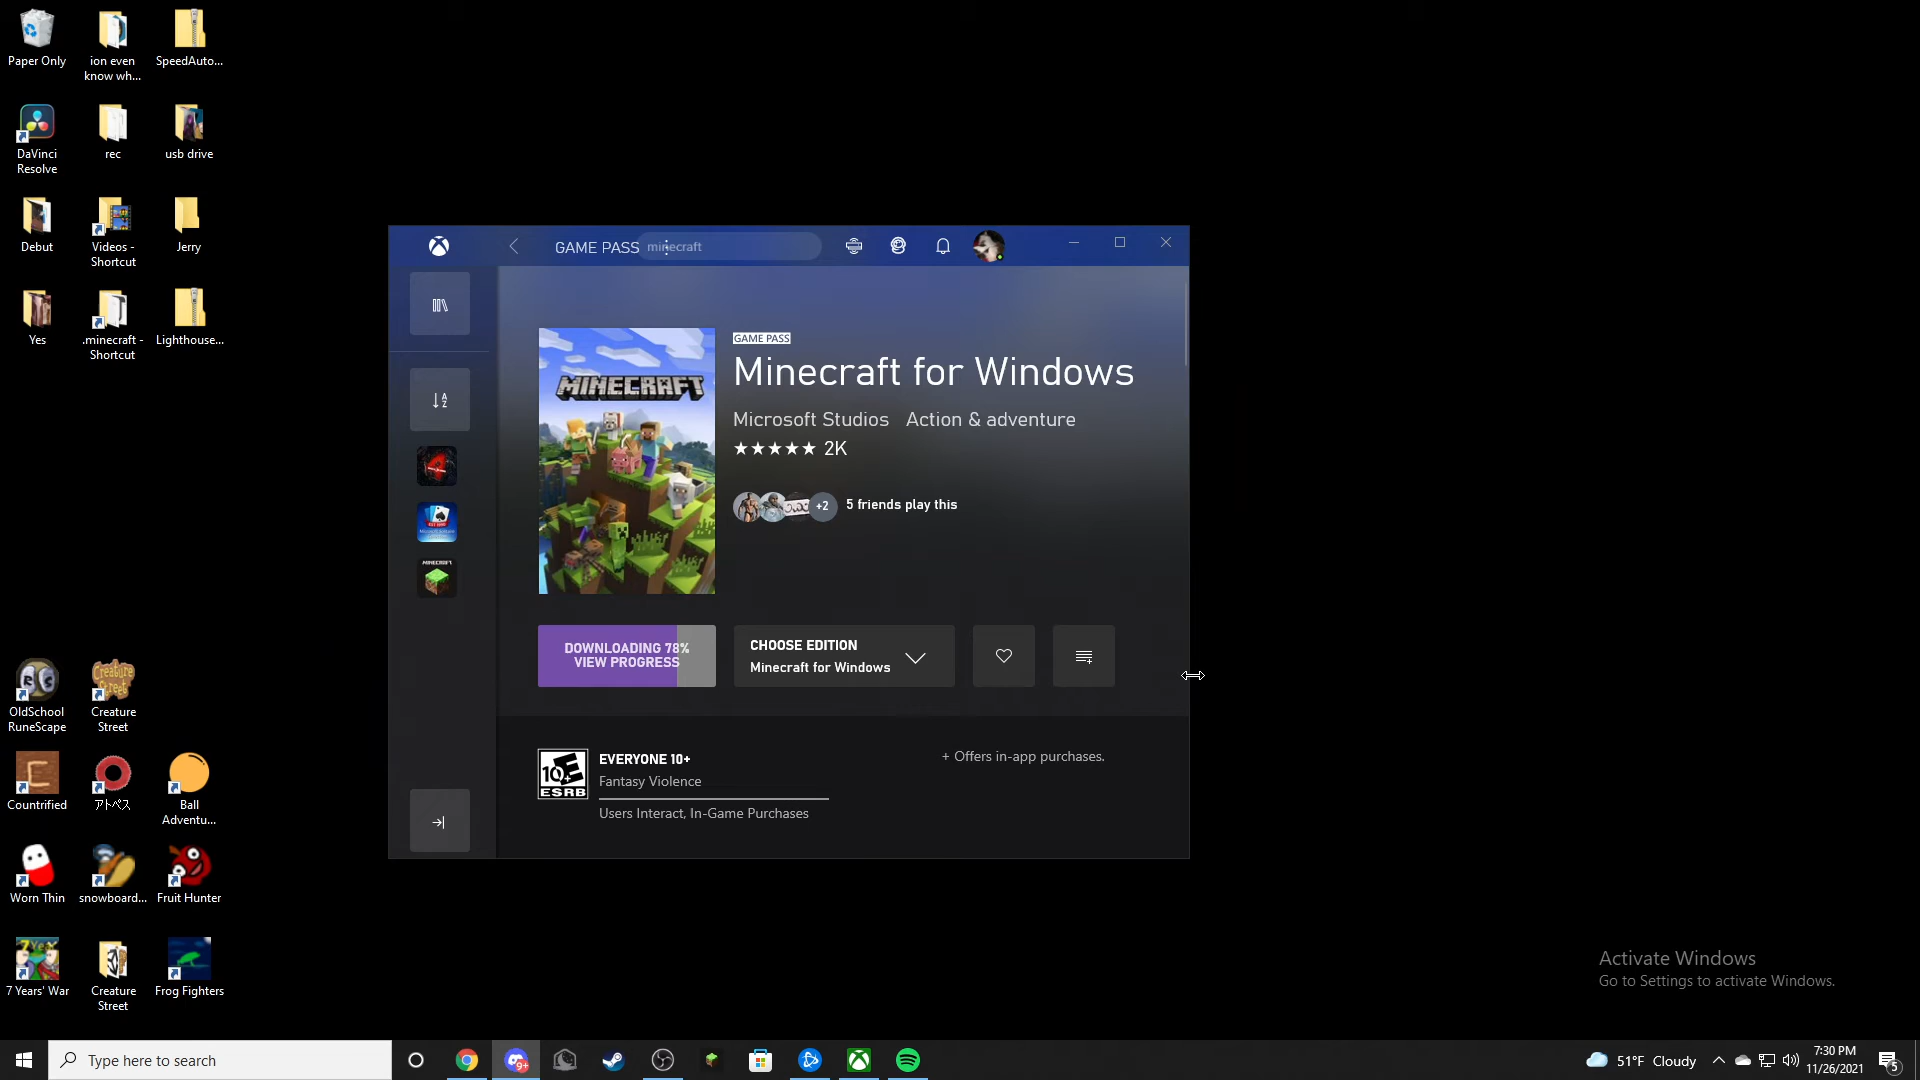 Paper Only
ion even
know wh...
SpeedAuto...
DaVinci
Resolve
rec
usb drive
Debut
Videos -
Shortcut
Jerry
Yes
.minecraft -
Shortcut
Lighthouse...
OldSchool
RuneScape
Creature
Street
Countrified
アトペス
Ball
Adventu...
Worn Thin
snowboard...
Fruit Hunter
7 Years' War
Creature
Street
Frog Fighters
GAME PASS
minecraft
MINECRAFT
GAME PASS
Minecraft for Windows
Microsoft Studios Action & adventure
★★★★★ 2K
+2
5 friends play this
MINECRAFT
DOWNLOADING 78%
VIEW PROGRESS
CHOOSE EDITION
Minecraft for Windows
10+
ESRB
EVERYONE 10+
Fantasy Violence
Users Interact, In-Game Purchases
+ Offers in-app purchases.
Activate Windows
Go to Settings to activate Windows.
Type here to search
9+
51°F Cloudy
7:30 PM
11/26/2021
5